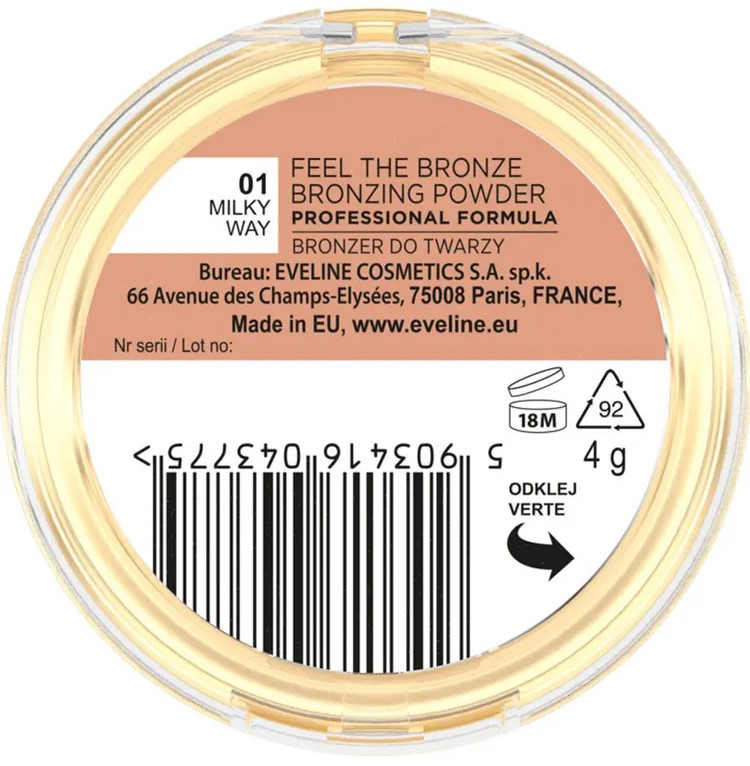 01
MILKY
WAY
FEEL THE BRONZE
BRONZING POWDER
PROFESSIONAL FORMULA
BRONZER DO TWARZY
Bureau: EVELINE COSMETICS S.A. sp.k.
66 Avenue des Champs-Elysées, 75008 Paris, FRANCE,
Made in EU, www.eveline.eu
Nr serii / Lot no:
18M
92
4 g
5 903416 043775 >
ODKLEJ
VERTE